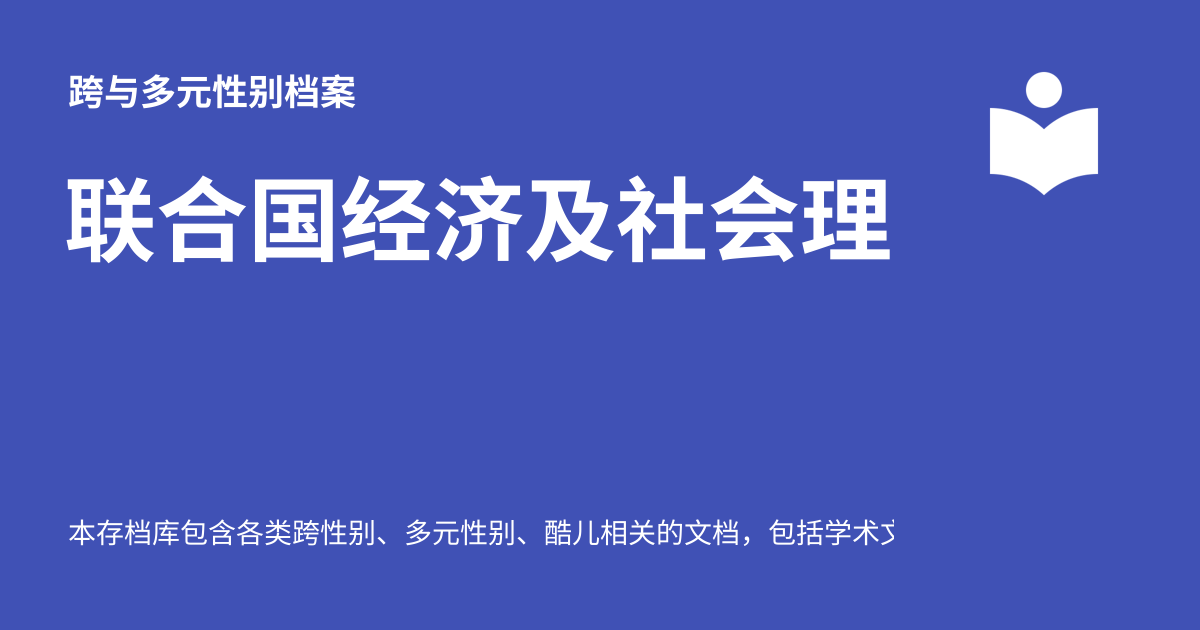 跨与多元性别档案
联合国经济及社会理
本存档库包含各类跨性别、多元性别、酷儿相关的文档，包括学术